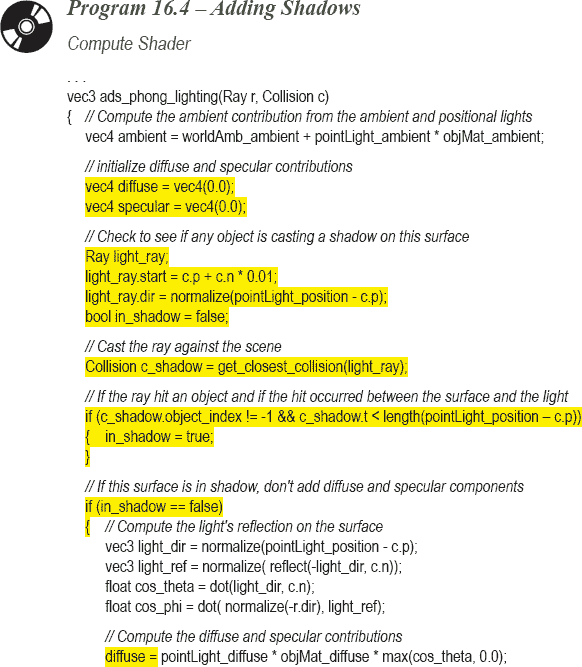 Program 16.4 – Adding Shadows
Compute Shader
. . .
vec3 ads_phong_lighting(Ray r, Collision c)
{ // Compute the ambient contribution from the ambient and positional lights
vec4 ambient = worldAmb_ambient + pointLight_ambient * objMat_ambient;
// initialize diffuse and specular contributions
vec4 diffuse = vec4(0.0);
vec4 specular = vec4(0.0);
// Check to see if any object is casting a shadow on this surface
Ray light_ray;
light_ray.start = c.p + c.n * 0.01;
light_ray.dir = normalize(pointLight_position - c.p);
bool in_shadow = false;
// Cast the ray against the scene
Collision c_shadow = get_closest_collision(light_ray);
// If the ray hit an object and if the hit occurred between the surface and the light
if (c_shadow.object_index != -1 && c_shadow.t < length(pointLight_position – c.p))
{ in_shadow = true;
}
// If this surface is in shadow, don't add diffuse and specular components
if (in_shadow == false)
{ // Compute the light's reflection on the surface
vec3 light_dir = normalize(pointLight_position - c.p);
vec3 light_ref = normalize( reflect(-light_dir, c.n));
float cos_theta = dot(light_dir, c.n);
float cos_phi = dot( normalize(-r.dir), light_ref);
// Compute the diffuse and specular contributions
diffuse = pointLight_diffuse * objMat_diffuse * max(cos_theta, 0.0);